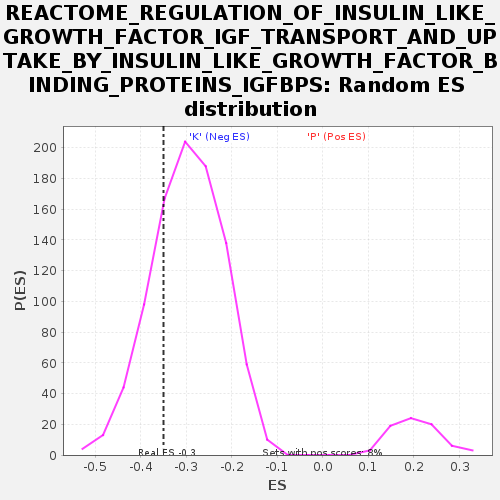 REACTOME_REGULATION_OF_INSULIN_LIKE_
GROWTH_FACTOR_IGF_TRANSPORT_AND_UP
TAKE_BY_INSULIN_LIKE_GROWTH_FACTOR_B
INDING_PROTEINS_IGFBPS: Random ES
distribution
'K' (Neg ES) 'P' (Pos ES)
200
180
160
140
120
100
80
60
40
20
0
P(ES)
Real ES -0.3 Sets with pos scores: 8%
-0.5 -0.4 -0.3 -0.2 -0.1 0.0 0.1 0.2 0.3
ES